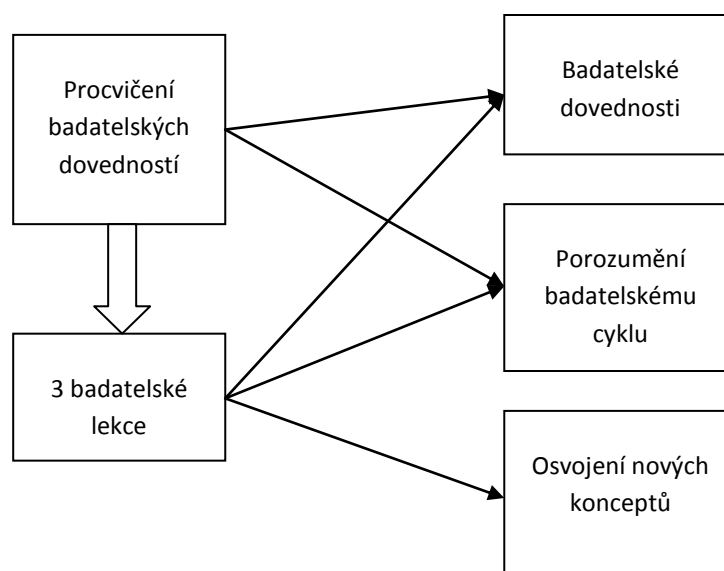 Procvičení
badatelských
dovedností
3 badatelské
lekce
Badatelské
dovednosti
Porozumění
badatelskému
cyklu
Osvojení nových
konceptů